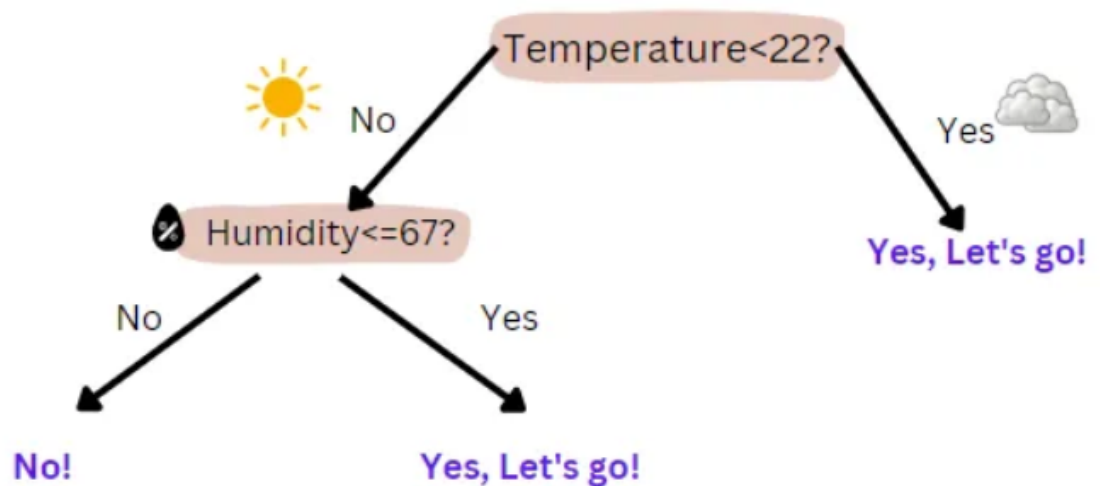 Temperature<22?
No
Yes
% Humidity<=67?
Yes, Let's go!
No
Yes
No!
Yes, Let's go!